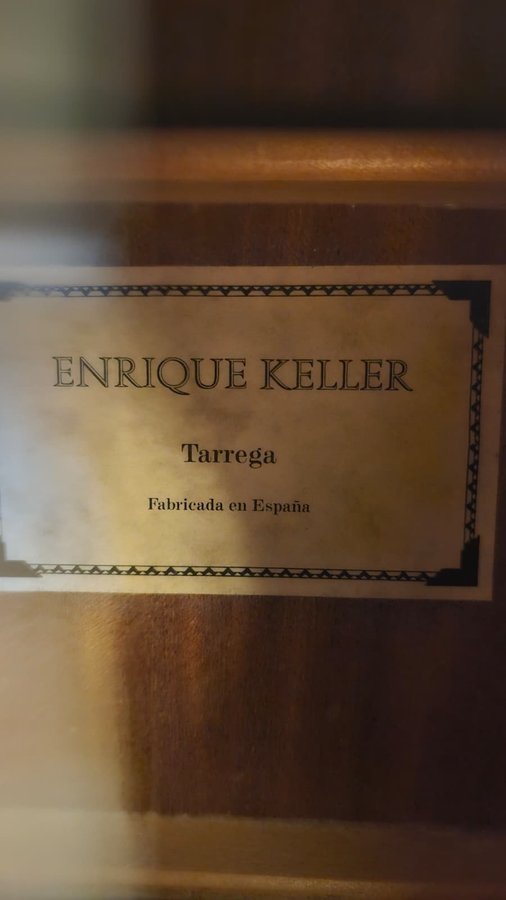 ENRIQUE KELLER
Tarrega
Fabricada en España